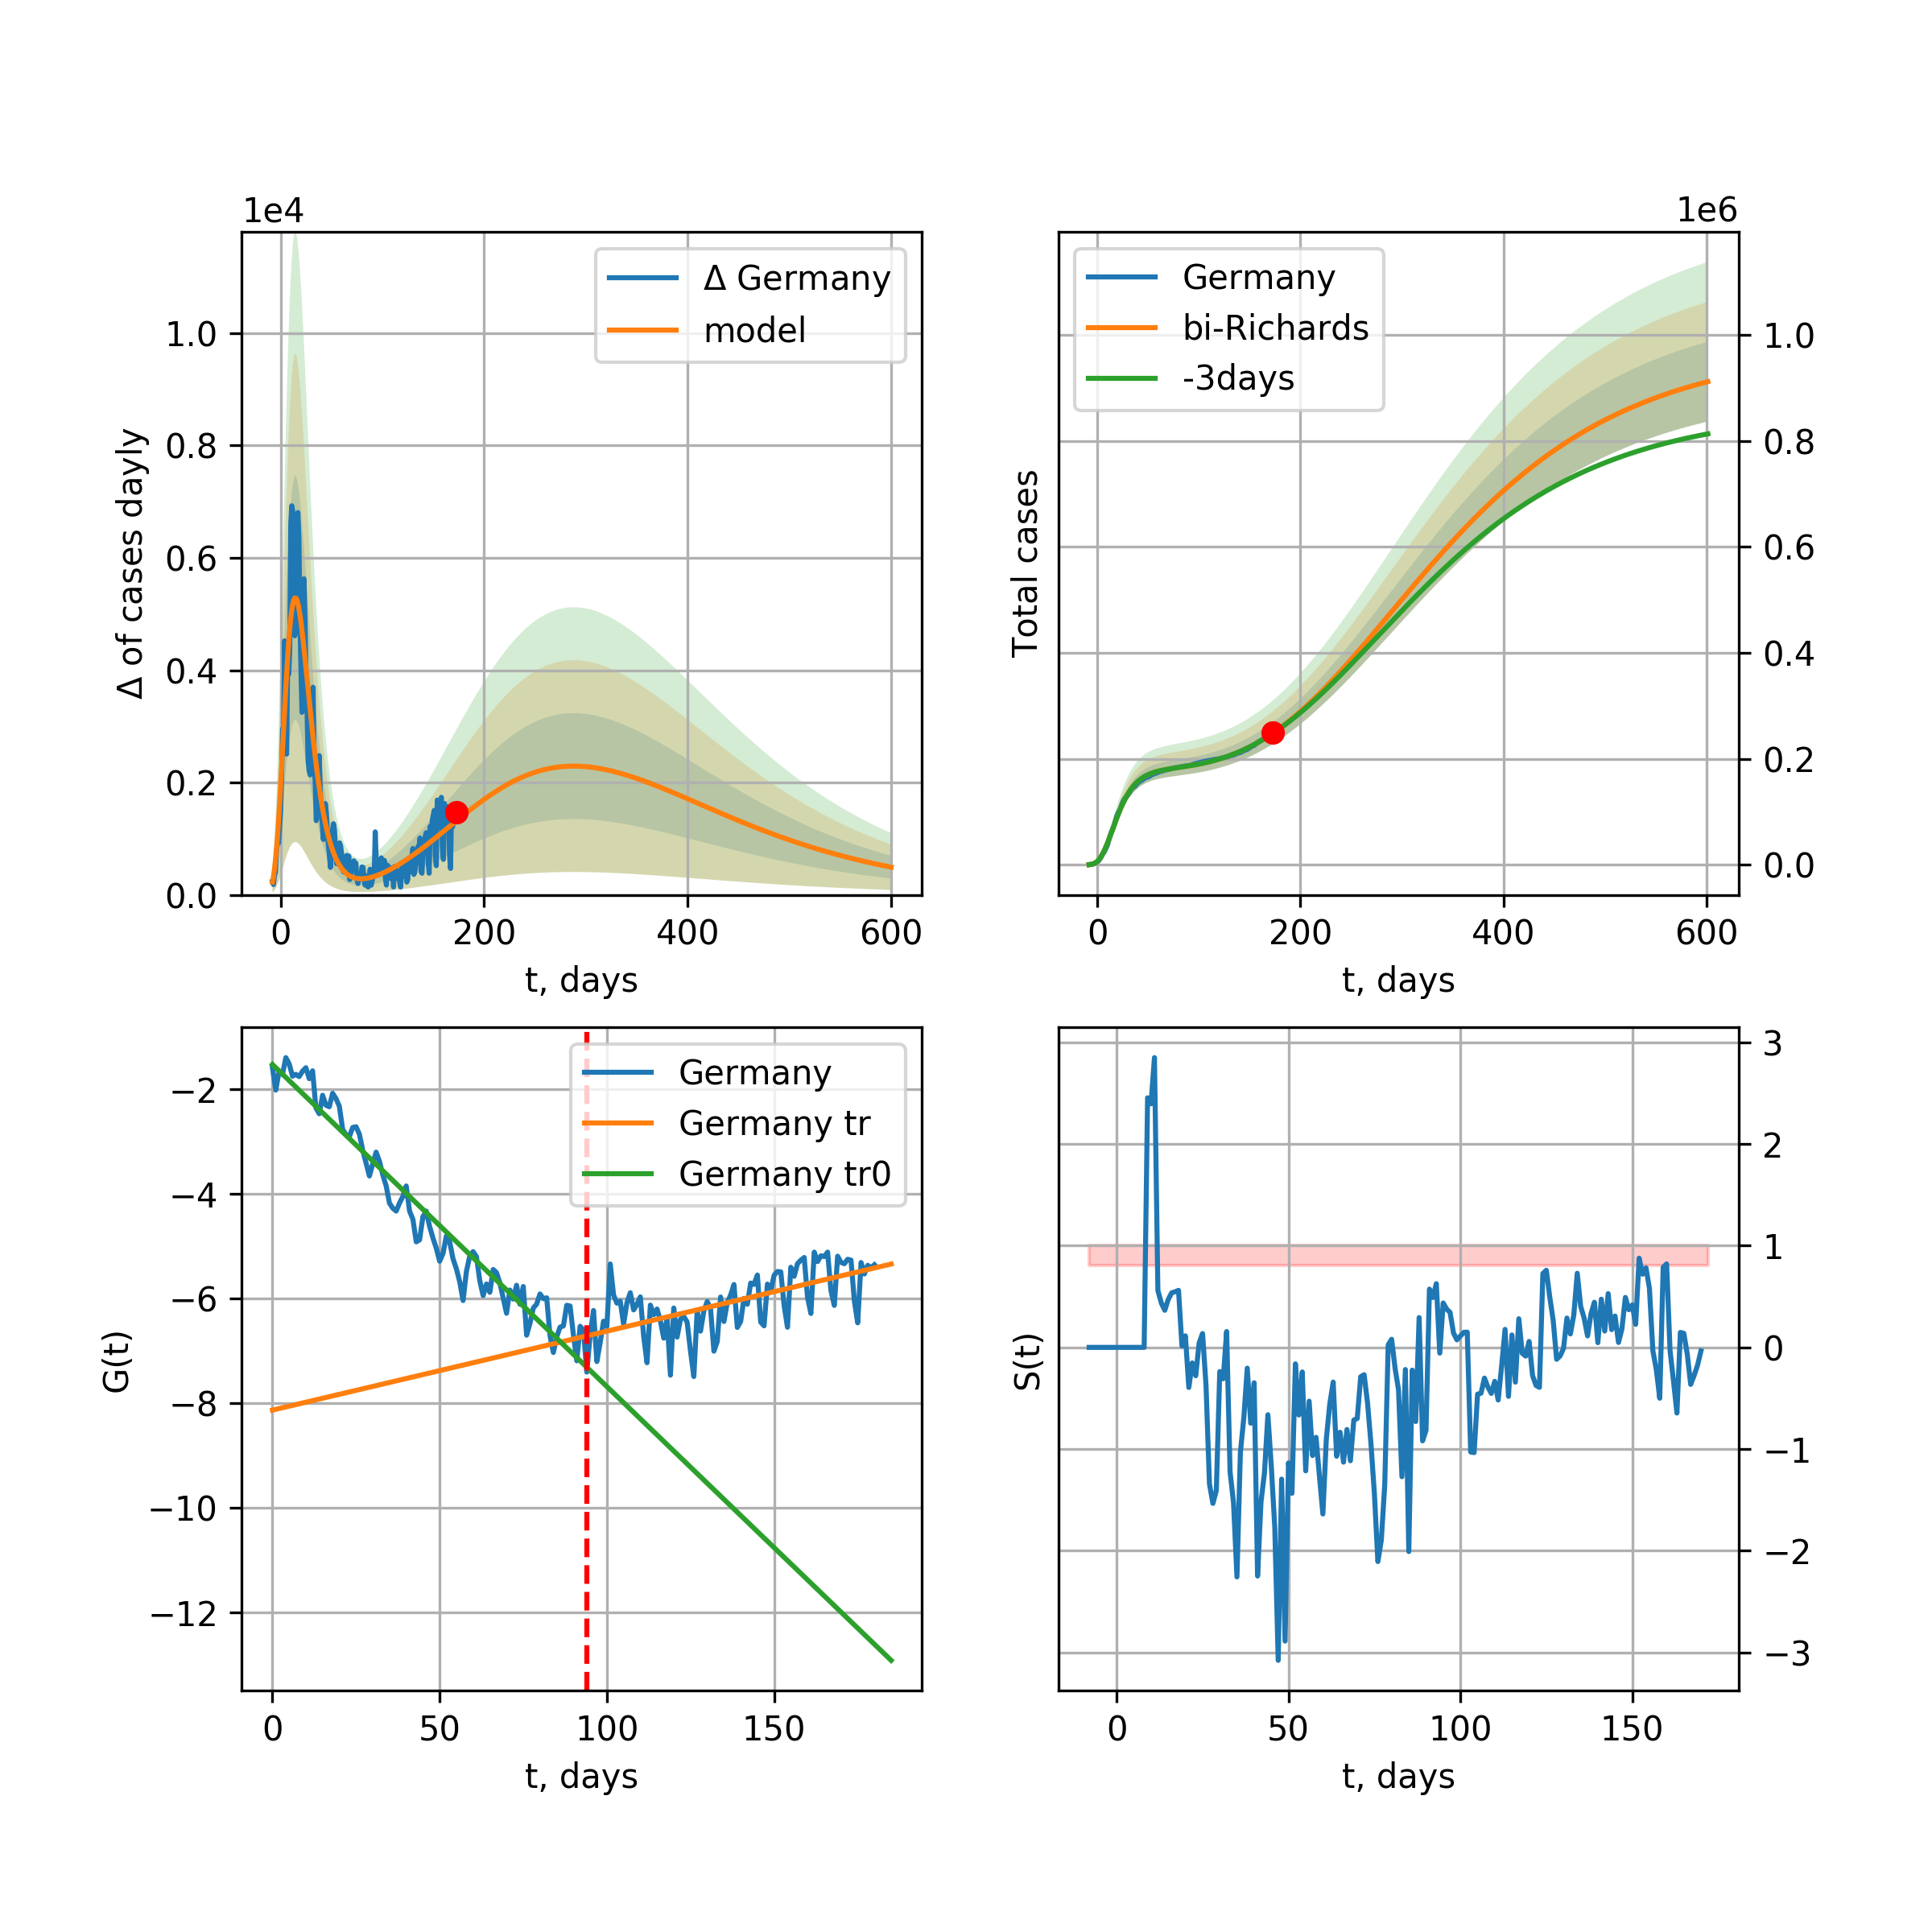 1e4
Δ Germany
model
1.0
0.8
0.6
0.4
0.2
0.0
Δ of cases dayly
0 200 400 600
t, days
1e6
Germany
bi-Richards
-3days
Total cases
1.0
0.8
0.6
0.4
0.2
0.0
0 200 400 600
t, days
Germany
Germany tr
Germany tr0
−2
−4
−6
−8
−10
−12
G(t)
0 50 100 150
t, days
S(t)
3
2
1
0
−1
−2
−3
0 50 100 150
t, days